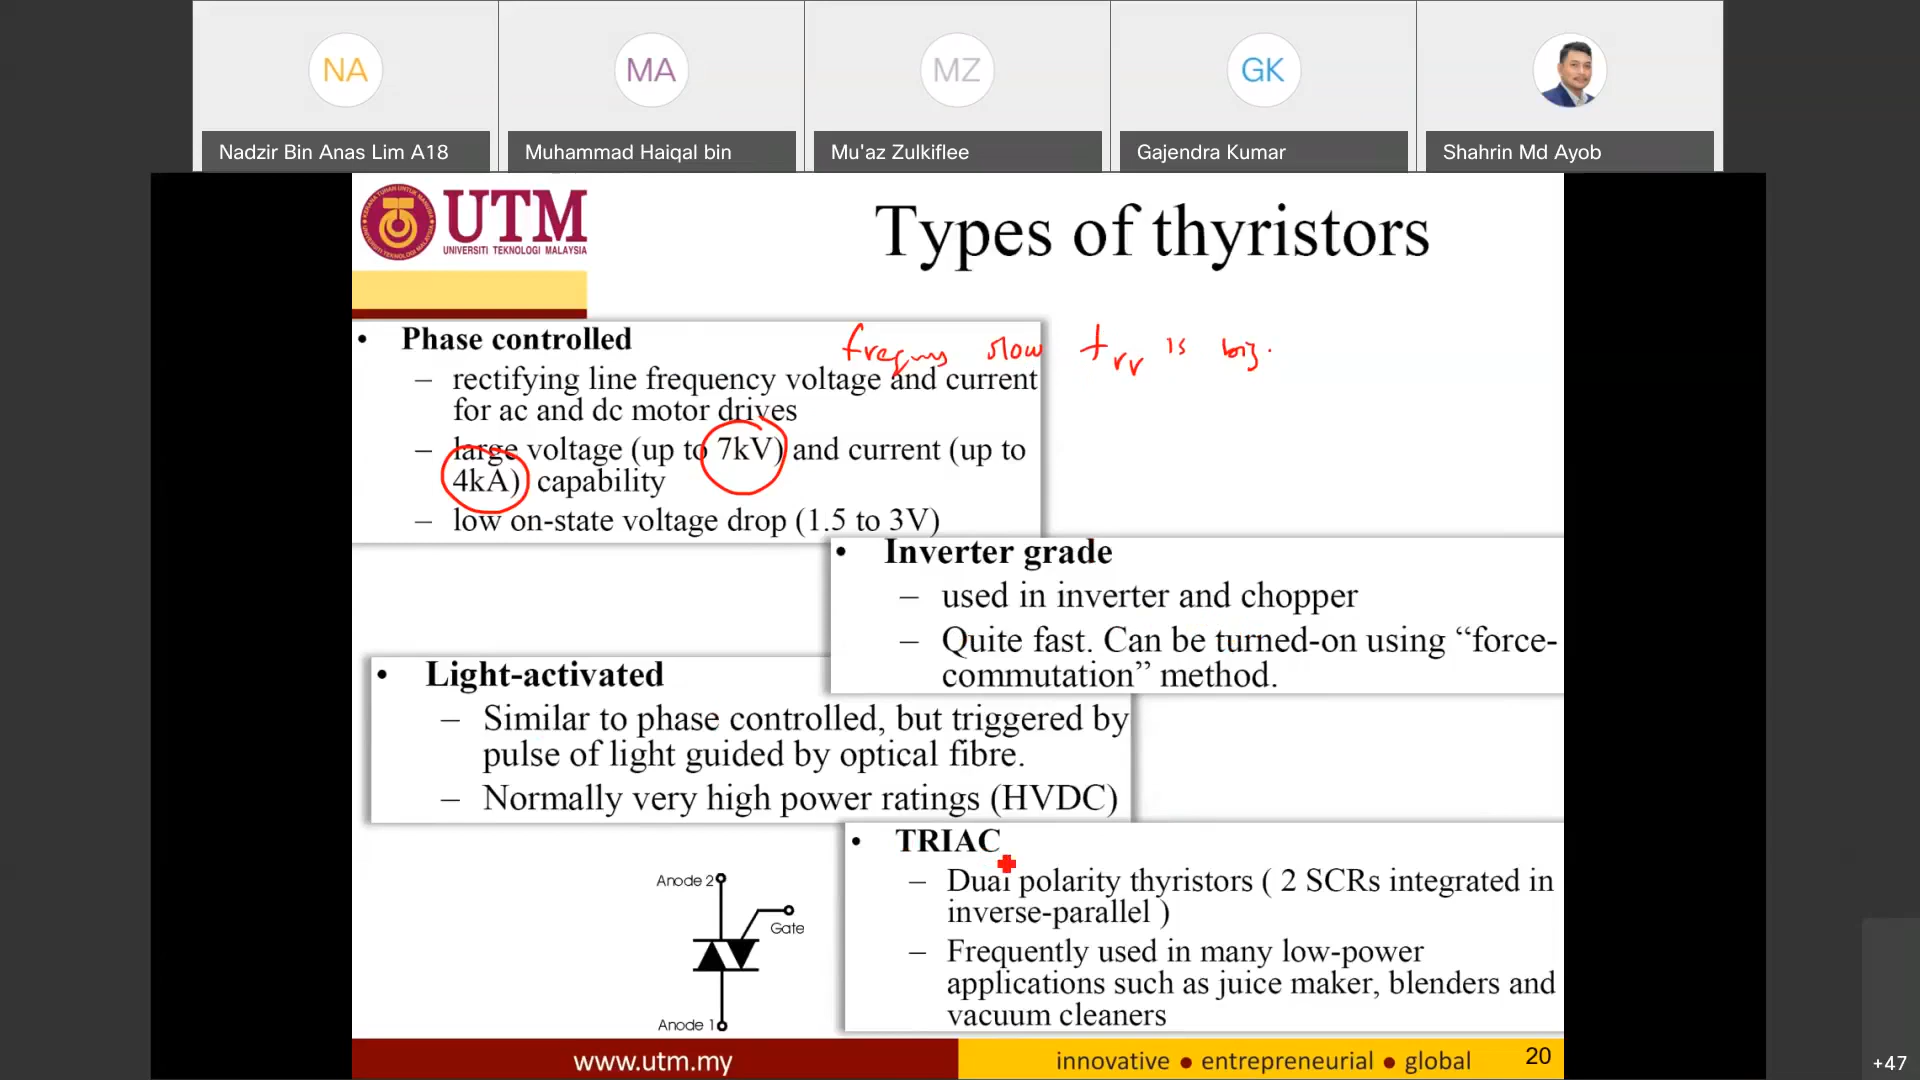 NA
MA
MZ
GK
Nadzir Bin Anas Lim A18
Muhammad Haiqal bin
Mu'az Zulkiflee
Gajendra Kumar
Shahrin Md Ayob
UTM
UNIVERSITI TEKNOLOGI MALAYSIA
Types of thyristors
• Phase controlled
slow trr is big.
– rectifying line frequency voltage and current
for ac and dc motor drives
– large voltage (up to 7kV) and current (up to
4kA) capability
– low on-state voltage drop (1.5 to 3V)
• Inverter grade
– used in inverter and chopper
– Quite fast. Can be turned-on using “force-
commutation” method.
• Light-activated
– Similar to phase controlled, but triggered by
pulse of light guided by optical fibre.
– Normally very high power ratings (HVDC)
• TRIAC
– Dual polarity thyristors ( 2 SCRs integrated in
inverse-parallel )
– Frequently used in many low-power
applications such as juice maker, blenders and
vacuum cleaners
Anode 2
Gate
Anode 1
www.utm.my
innovative ● entrepreneurial ● global
20
+47